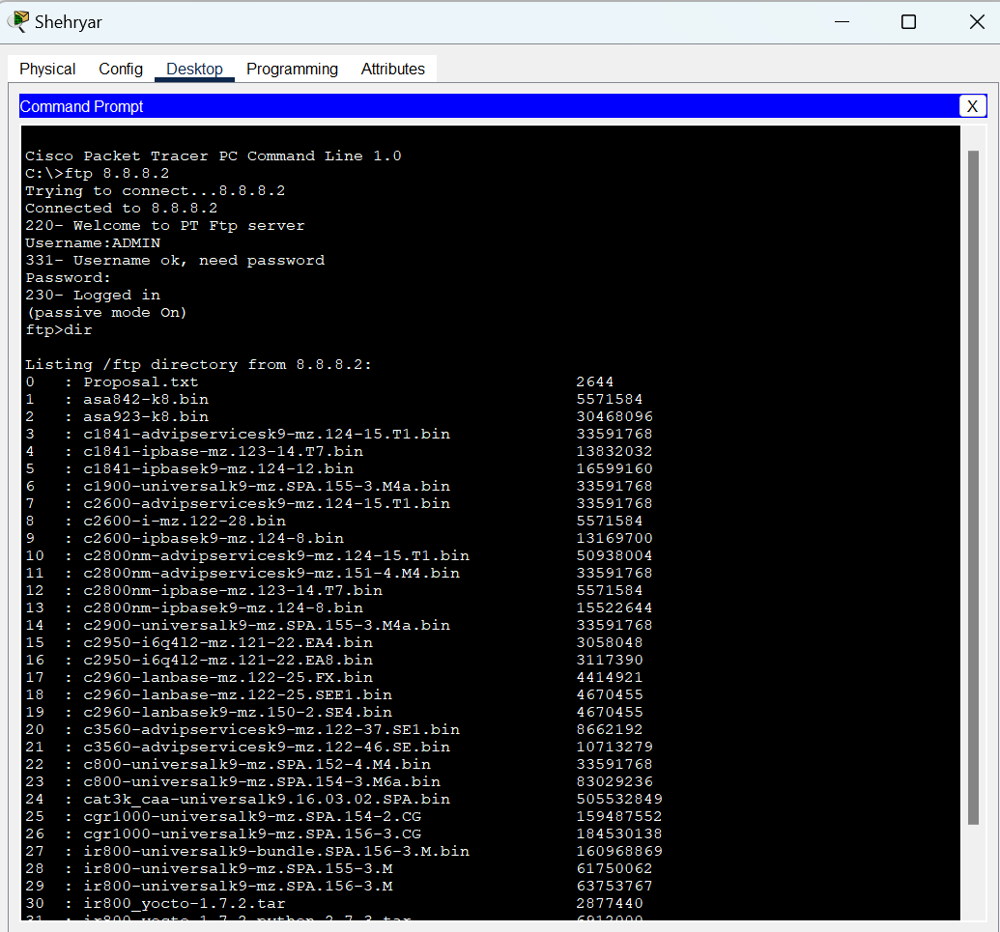 Shehryar
Physical Config Desktop Programming Attributes
Command Prompt X
Cisco Packet Tracer PC Command Line 1.0
C:\>ftp 8.8.8.2
Trying to connect...8.8.8.2
Connected to 8.8.8.2
220- Welcome to PT Ftp server
Username:ADMIN
331- Username ok, need password
Password:
230- Logged in
(passive mode On)
ftp>dir
Listing /ftp directory from 8.8.8.2:
0 : Proposal.txt 2644
1 : asa842-k8.bin 5571584
2 : asa923-k8.bin 30468096
3 : c1841-advipservicesk9-mz.124-15.T1.bin 33591768
4 : c1841-ipbase-mz.123-14.T7.bin 13832032
5 : c1841-ipbasek9-mz.124-12.bin 16599160
6 : c1900-universalk9-mz.SPA.155-3.M4a.bin 33591768
7 : c2600-advipservicesk9-mz.124-15.T1.bin 33591768
8 : c2600-i-mz.122-28.bin 5571584
9 : c2600-ipbasek9-mz.124-8.bin 13169700
10 : c2800nm-advipservicesk9-mz.124-15.T1.bin 50938004
11 : c2800nm-advipservicesk9-mz.151-4.M4.bin 33591768
12 : c2800nm-ipbase-mz.123-14.T7.bin 5571584
13 : c2800nm-ipbasek9-mz.124-8.bin 15522644
14 : c2900-universalk9-mz.SPA.155-3.M4a.bin 33591768
15 : c2950-i6q4l2-mz.121-22.EA4.bin 3058048
16 : c2950-i6q4l2-mz.121-22.EA8.bin 3117390
17 : c2960-lanbase-mz.122-25.FX.bin 4414921
18 : c2960-lanbase-mz.122-25.SEE1.bin 4670455
19 : c2960-lanbasek9-mz.150-2.SE4.bin 4670455
20 : c3560-advipservicesk9-mz.122-37.SE1.bin 8662192
21 : c3560-advipservicesk9-mz.122-46.SE.bin 10713279
22 : c800-universalk9-mz.SPA.152-4.M4.bin 33591768
23 : c800-universalk9-mz.SPA.154-3.M6a.bin 83029236
24 : cat3k_caa-universalk9.16.03.02.SPA.bin 505532849
25 : cgr1000-universalk9-mz.SPA.154-2.CG 159487552
26 : cgr1000-universalk9-mz.SPA.156-3.CG 184530138
27 : ir800-universalk9-bundle.SPA.156-3.M.bin 160968869
28 : ir800-universalk9-mz.SPA.155-3.M 61750062
29 : ir800-universalk9-mz.SPA.156-3.M 63753767
30 : ir800_yocto-1.7.2.tar 2877440
31 : ir800_yocto-1.7.2_python-2.7.3.tar 6912000